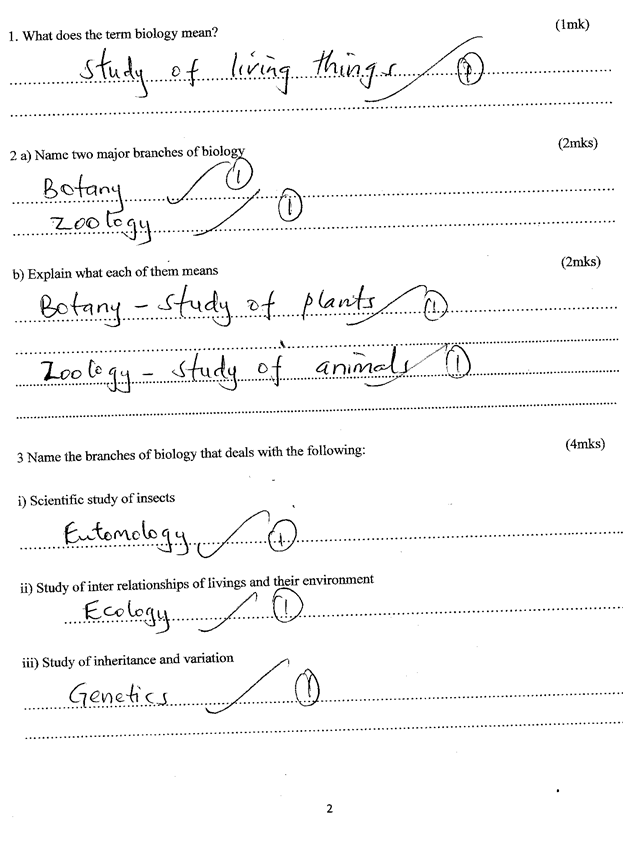 1. What does the term biology mean? (1mk)
Study of living things 1
2 a) Name two major branches of biology (2mks)
Botany 1
Zoology 1
b) Explain what each of them means (2mks)
Botany - study of plants 1
Zoology - study of animals 1
3 Name the branches of biology that deals with the following: (4mks)
i) Scientific study of insects
Entomology 1
ii) Study of inter relationships of livings and their environment
Ecology 1
iii) Study of inheritance and variation
Genetics 1
2